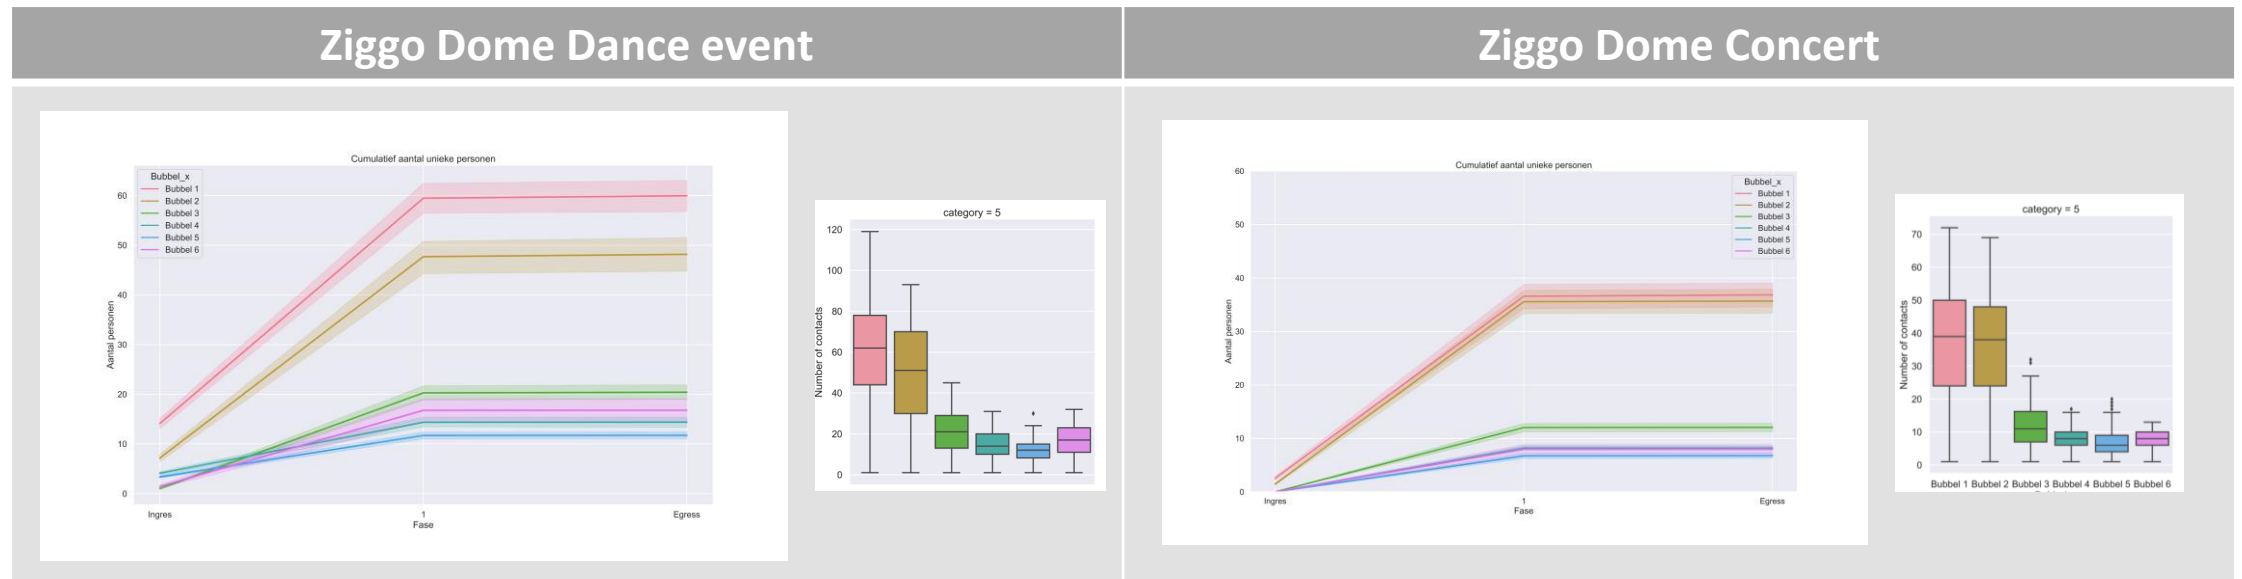 Ziggo Dome Dance event
Ziggo Dome Concert
Cumulatief aantal unieke personen
Bubbel_x
Bubbel 1
Bubbel 2
Bubbel 3
Bubbel 4
Bubbel 5
Bubbel 6
60
50
40
30
20
10
0
Aantal personen
Ingres 1 Egress
Fase
category = 5
120
100
80
60
40
20
0
Number of contacts
Cumulatief aantal unieke personen
Bubbel_x
Bubbel 1
Bubbel 2
Bubbel 3
Bubbel 4
Bubbel 5
Bubbel 6
60
50
40
30
20
10
0
Aantal personen
Ingres 1 Egress
Fase
category = 5
70
60
50
40
30
20
10
0
Number of contacts
Bubbel 1 Bubbel 2 Bubbel 3 Bubbel 4 Bubbel 5 Bubbel 6